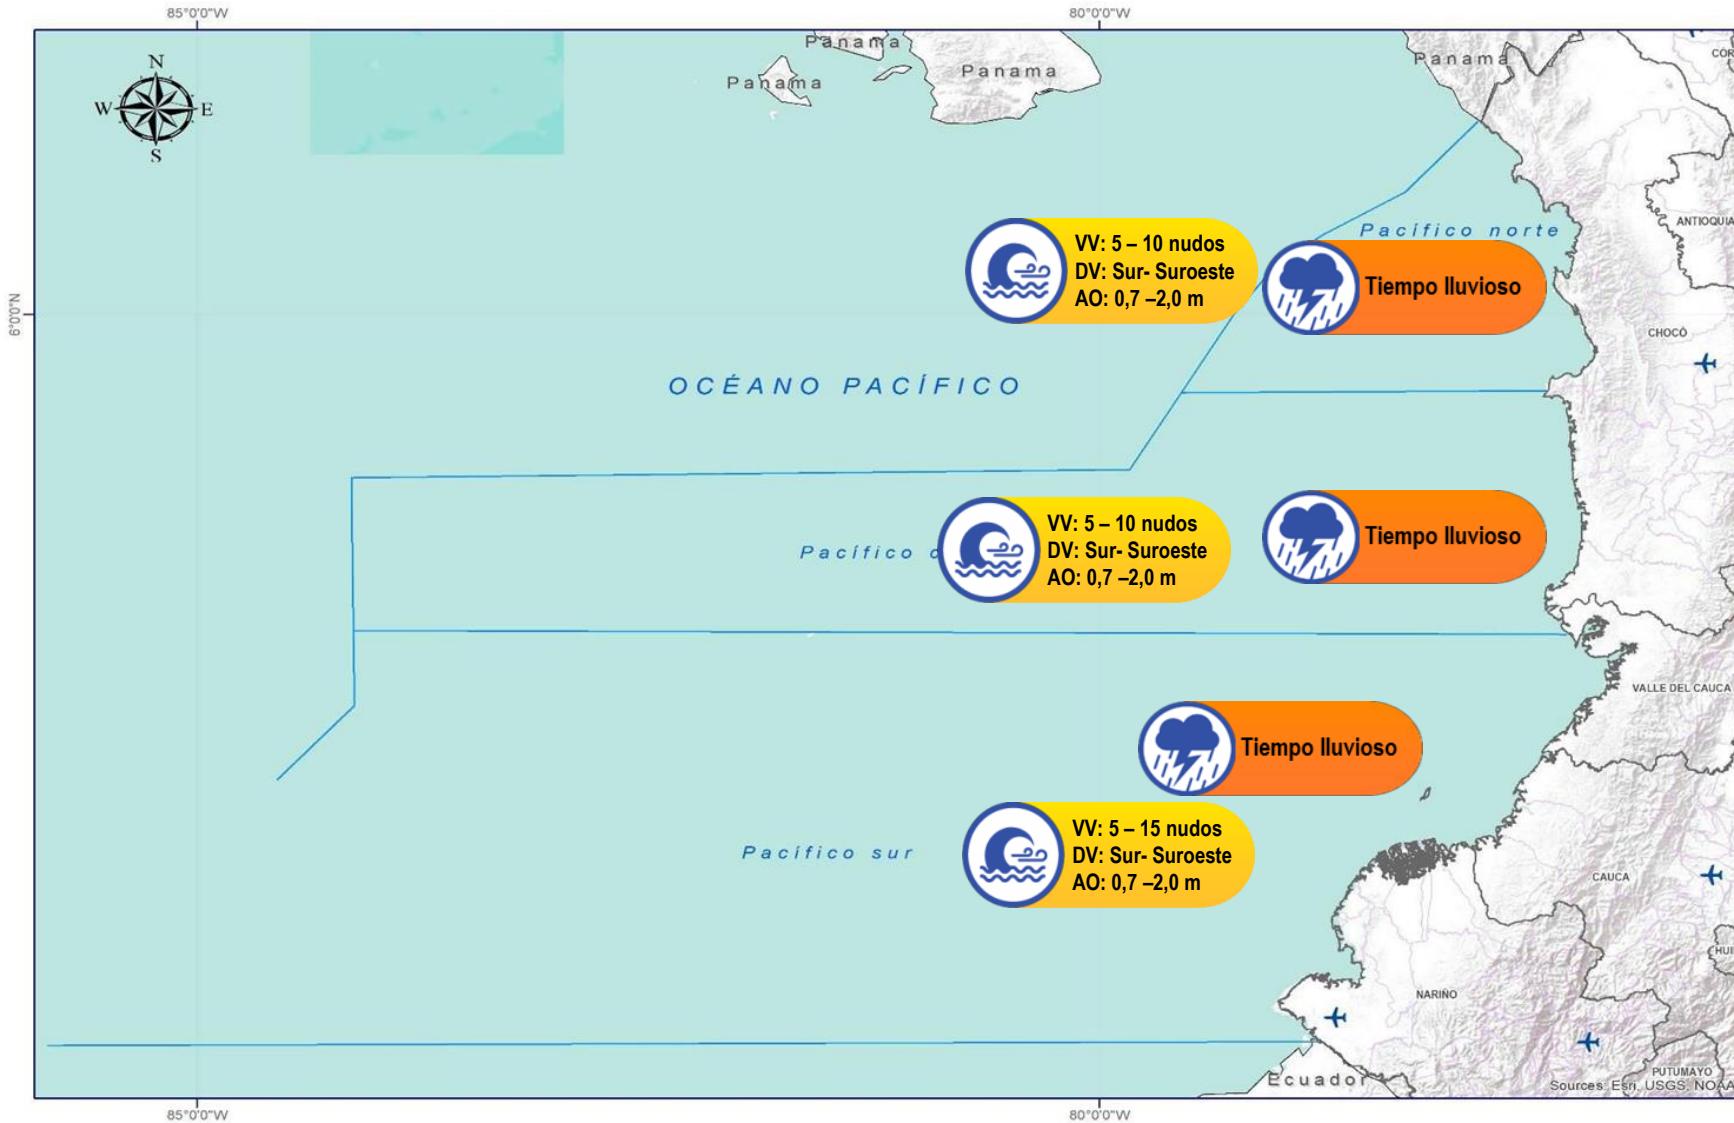 85°0'0"W
80°0'0"W
N
W
E
S
Panama
Panama
Panama
Panama
ANTIOQUIA
Pacífico norte
VV: 5 – 10 nudos
DV: Sur- Suroeste
AO: 0,7 –2,0 m
Tiempo lluvioso
6°0'0"N
CHOCÓ
OCÉANO PACÍFICO
VV: 5 – 10 nudos
DV: Sur- Suroeste
AO: 0,7 –2,0 m
Tiempo lluvioso
Pacífico
VALLE DEL CAUCA
Tiempo lluvioso
VV: 5 – 15 nudos
DV: Sur- Suroeste
AO: 0,7 –2,0 m
Pacífico sur
CAUCA
NARIÑO
PUTUMAYO
Ecuador
Sources: Esri, USGS, NOAA
85°0'0"W
80°0'0"W